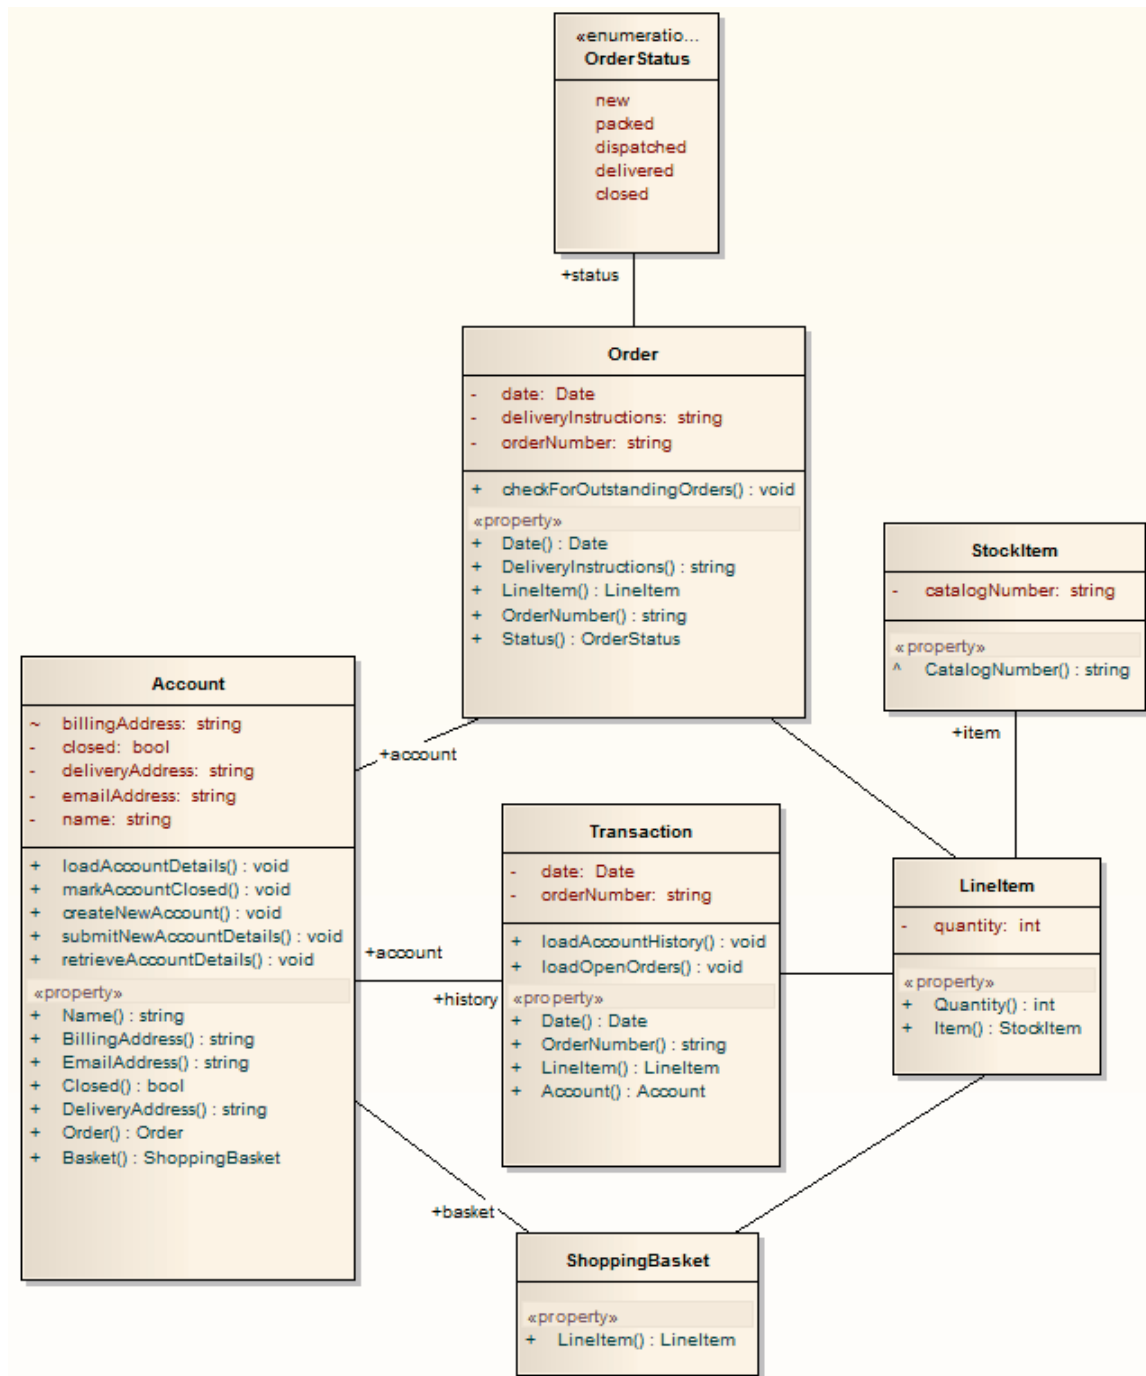 «enumeratio...
OrderStatus
new
packed
dispatched
delivered
closed
+status
Order
- date: Date
- deliveryInstructions: string
- orderNumber: string
+ checkForOutstandingOrders() : void
«property»
+ Date() : Date
+ DeliveryInstructions() : string
+ LineItem() : LineItem
+ OrderNumber() : string
+ Status() : OrderStatus
StockItem
- catalogNumber: string
«property»
^ CatalogNumber() : string
+item
Account
~ billingAddress: string
- closed: bool
- deliveryAddress: string
- emailAddress: string
- name: string
+ loadAccountDetails() : void
+ markAccountClosed() : void
+ createNewAccount() : void
+ submitNewAccountDetails() : void
+ retrieveAccountDetails() : void
«property»
+ Name() : string
+ BillingAddress() : string
+ EmailAddress() : string
+ Closed() : bool
+ DeliveryAddress() : string
+ Order() : Order
+ Basket() : ShoppingBasket
+account
+account
+history
+basket
Transaction
- date: Date
- orderNumber: string
+ loadAccountHistory() : void
+ loadOpenOrders() : void
«property»
+ Date() : Date
+ OrderNumber() : string
+ LineItem() : LineItem
+ Account() : Account
LineItem
- quantity: int
«property»
+ Quantity() : int
+ Item() : StockItem
ShoppingBasket
«property»
+ LineItem() : LineItem